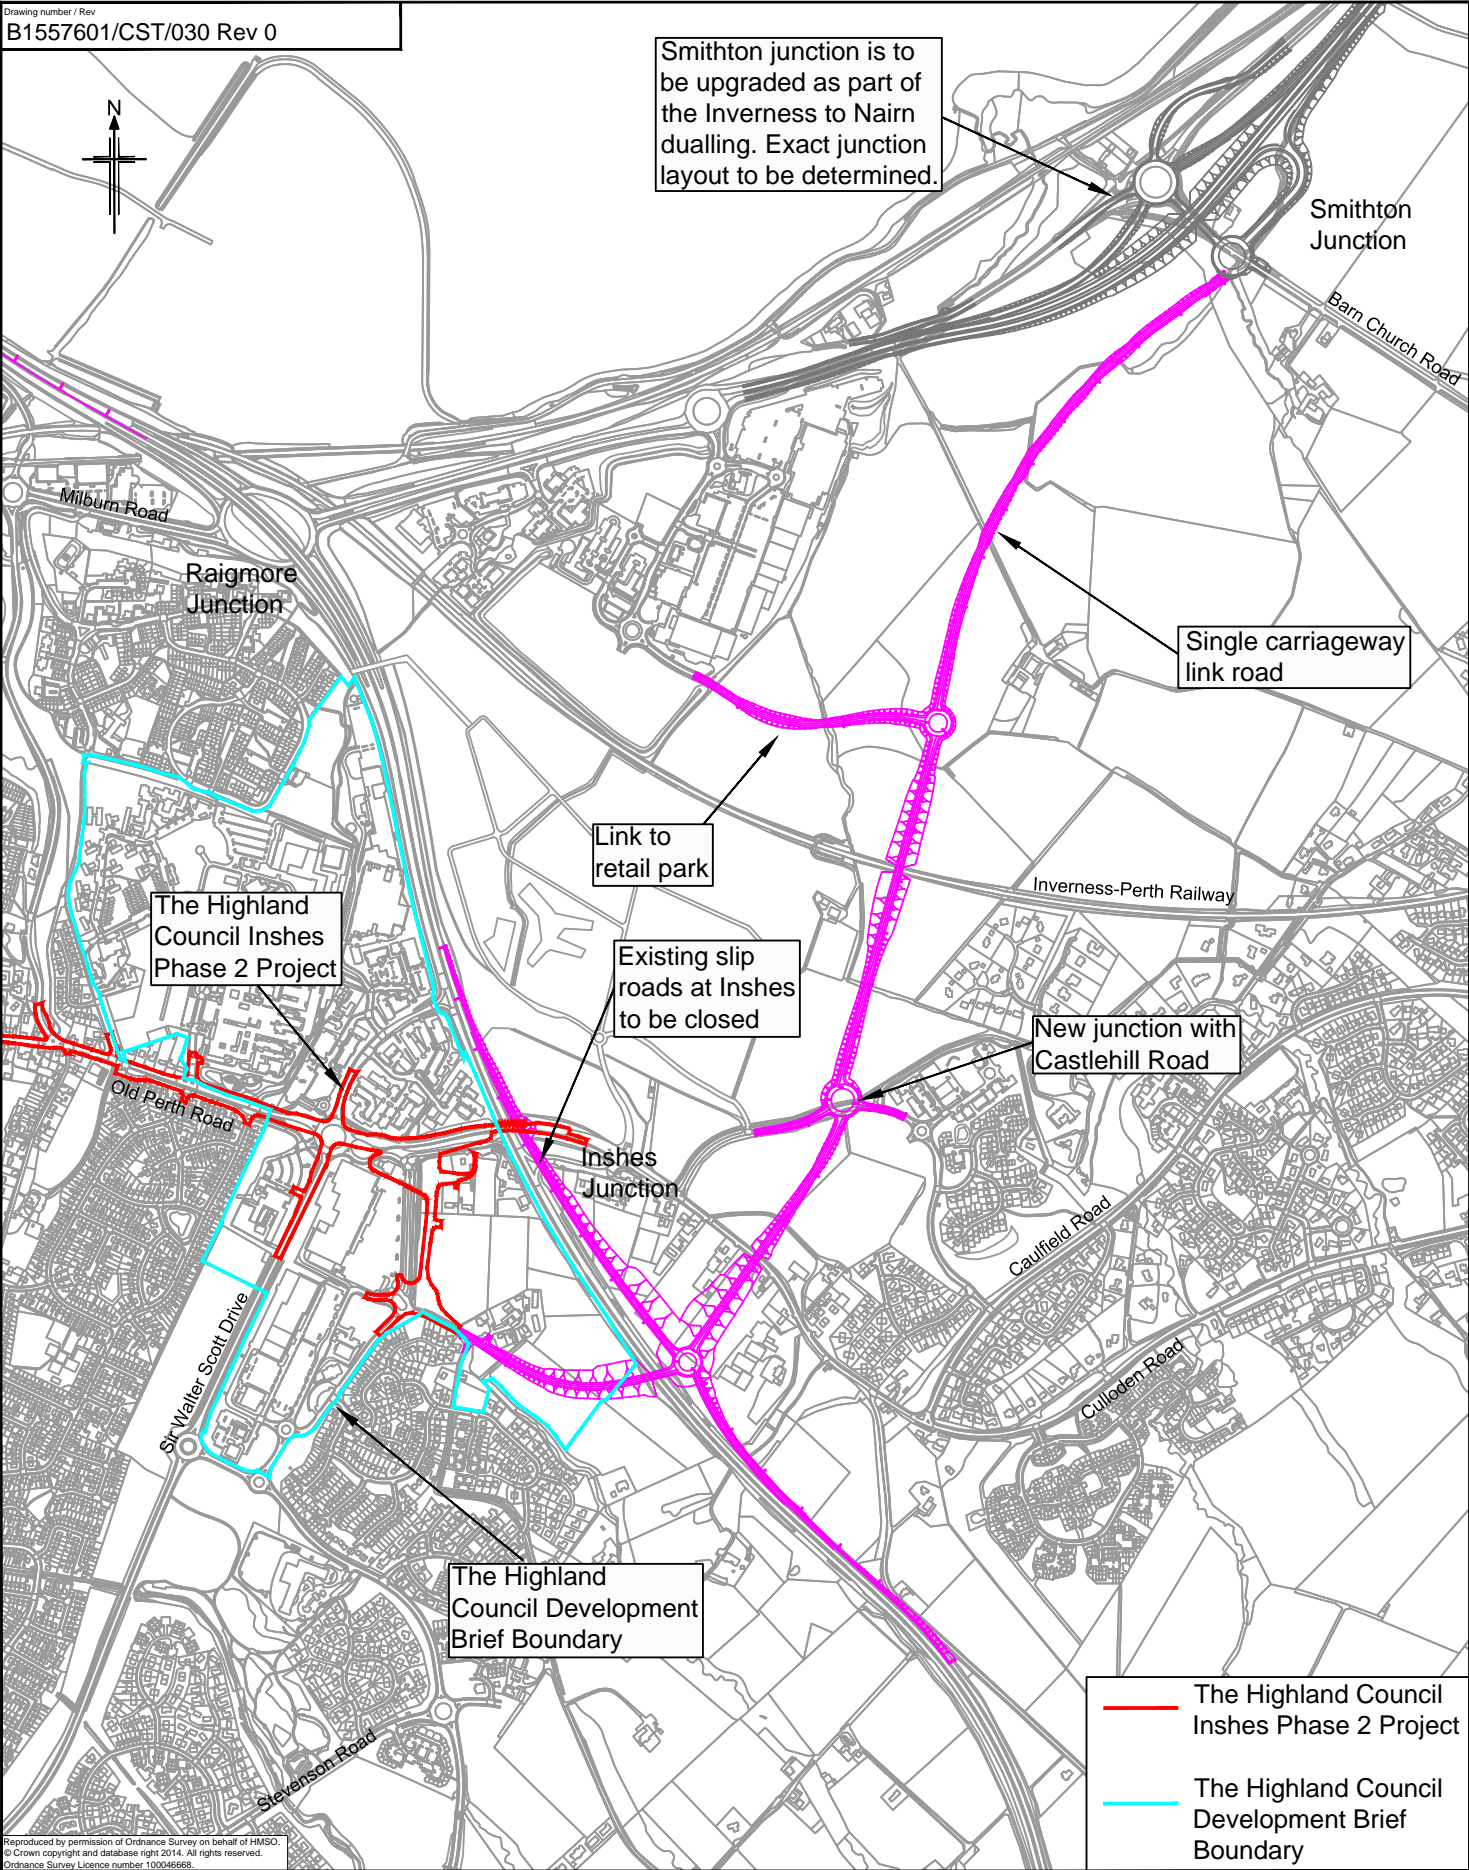 Drawing number / Rev
B1557601/CST/030 Rev 0
N
Smithton junction is to
be upgraded as part of
the Inverness to Nairn
dualling. Exact junction
layout to be determined.
Smithton
Junction
Barn Church Road
Milburn Road
Raigmore
Junction
Single carriageway
link road
Link to
retail park
Inverness-Perth Railway
The Highland
Council Inshes
Phase 2 Project
Existing slip
roads at Inshes
to be closed
New junction with
Castlehill Road
Old Perth Road
Inshes
Junction
Caulfield Road
Sir Walter Scott Drive
Culloden Road
The Highland
Council Development
Brief Boundary
Stevenson Road
The Highland Council
Inshes Phase 2 Project
The Highland Council
Development Brief
Boundary
Reproduced by permission of Ordnance Survey on behalf of HMSO.
© Crown copyright and database right 2014. All rights reserved.
Ordnance Survey Licence number 100046668.